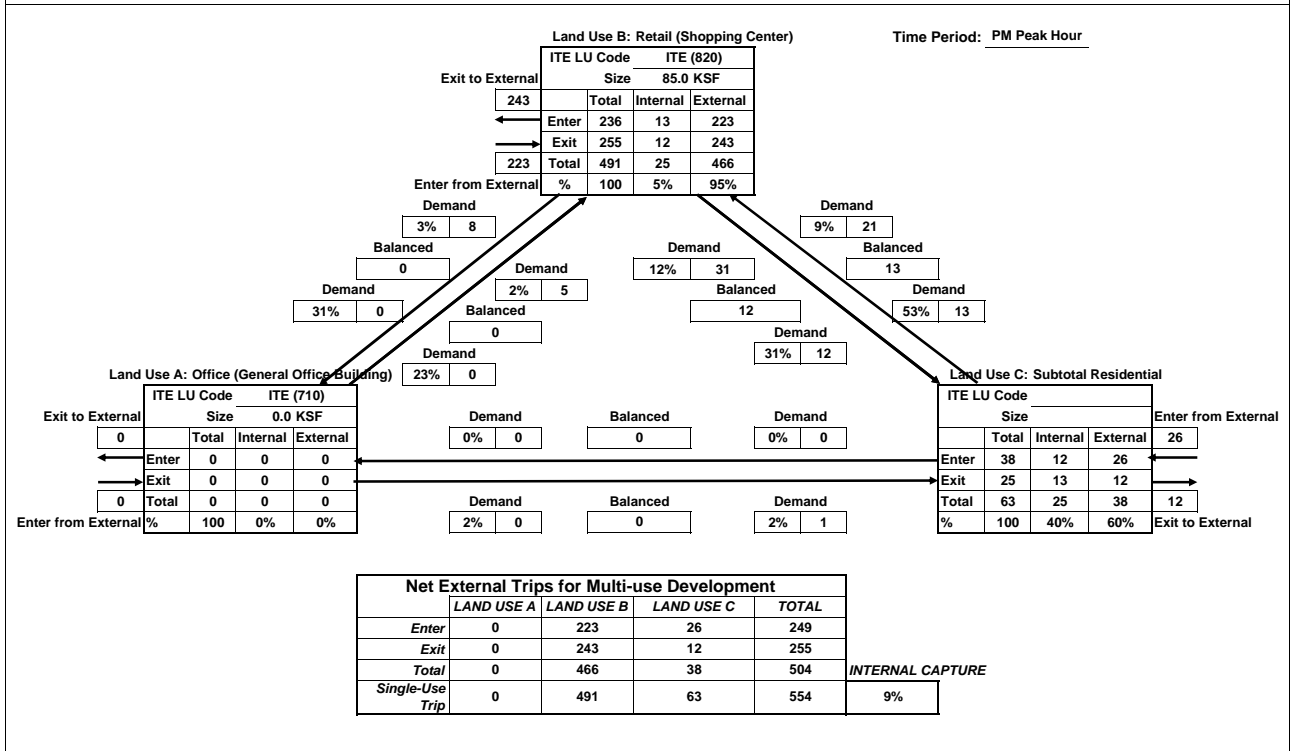 Land Use B: Retail (Shopping Center)
Time Period: PM Peak Hour
ITE LU Code ITE (820)
Exit to External Size 85.0 KSF
243 Total Internal External
Enter 236 13 223
Exit 255 12 243
223 Total 491 25 466
Enter from External % 100 5% 95%
Demand
3% 8
Balanced
0
Demand
31% 0
Demand
2% 5
Balanced
0
Demand
23% 0
Demand
12% 31
Balanced
12
Demand
31% 12
Demand
9% 21
Balanced
13
Demand
53% 13
Land Use A: Office (General Office Building)
ITE LU Code ITE (710)
Exit to External Size 0.0 KSF
0 Total Internal External
Enter 0 0 0
Exit 0 0 0
0 Total 0 0 0
Enter from External % 100 0% 0%
Demand Balanced Demand
0% 0 0 0% 0
Demand Balanced Demand
2% 0 0 2% 1
Land Use C: Subtotal Residential
ITE LU Code
Size Enter from External
Total Internal External 26
Enter 38 12 26
Exit 25 13 12
Total 63 25 38 12
% 100 40% 60% Exit to External
Net External Trips for Multi-use Development
LAND USE A LAND USE B LAND USE C TOTAL
Enter 0 223 26 249
Exit 0 243 12 255
Total 0 466 38 504 INTERNAL CAPTURE
Single-Use
Trip 0 491 63 554 9%